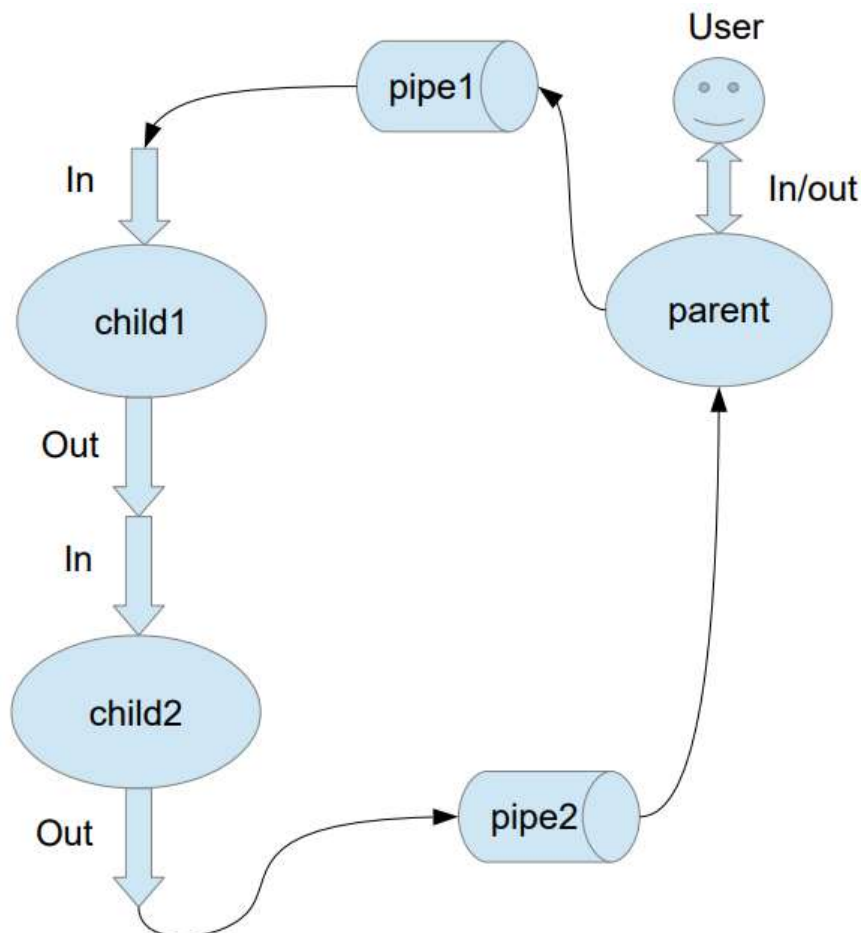 User
pipe1
In
In/out
child1
parent
Out
In
child2
pipe2
Out